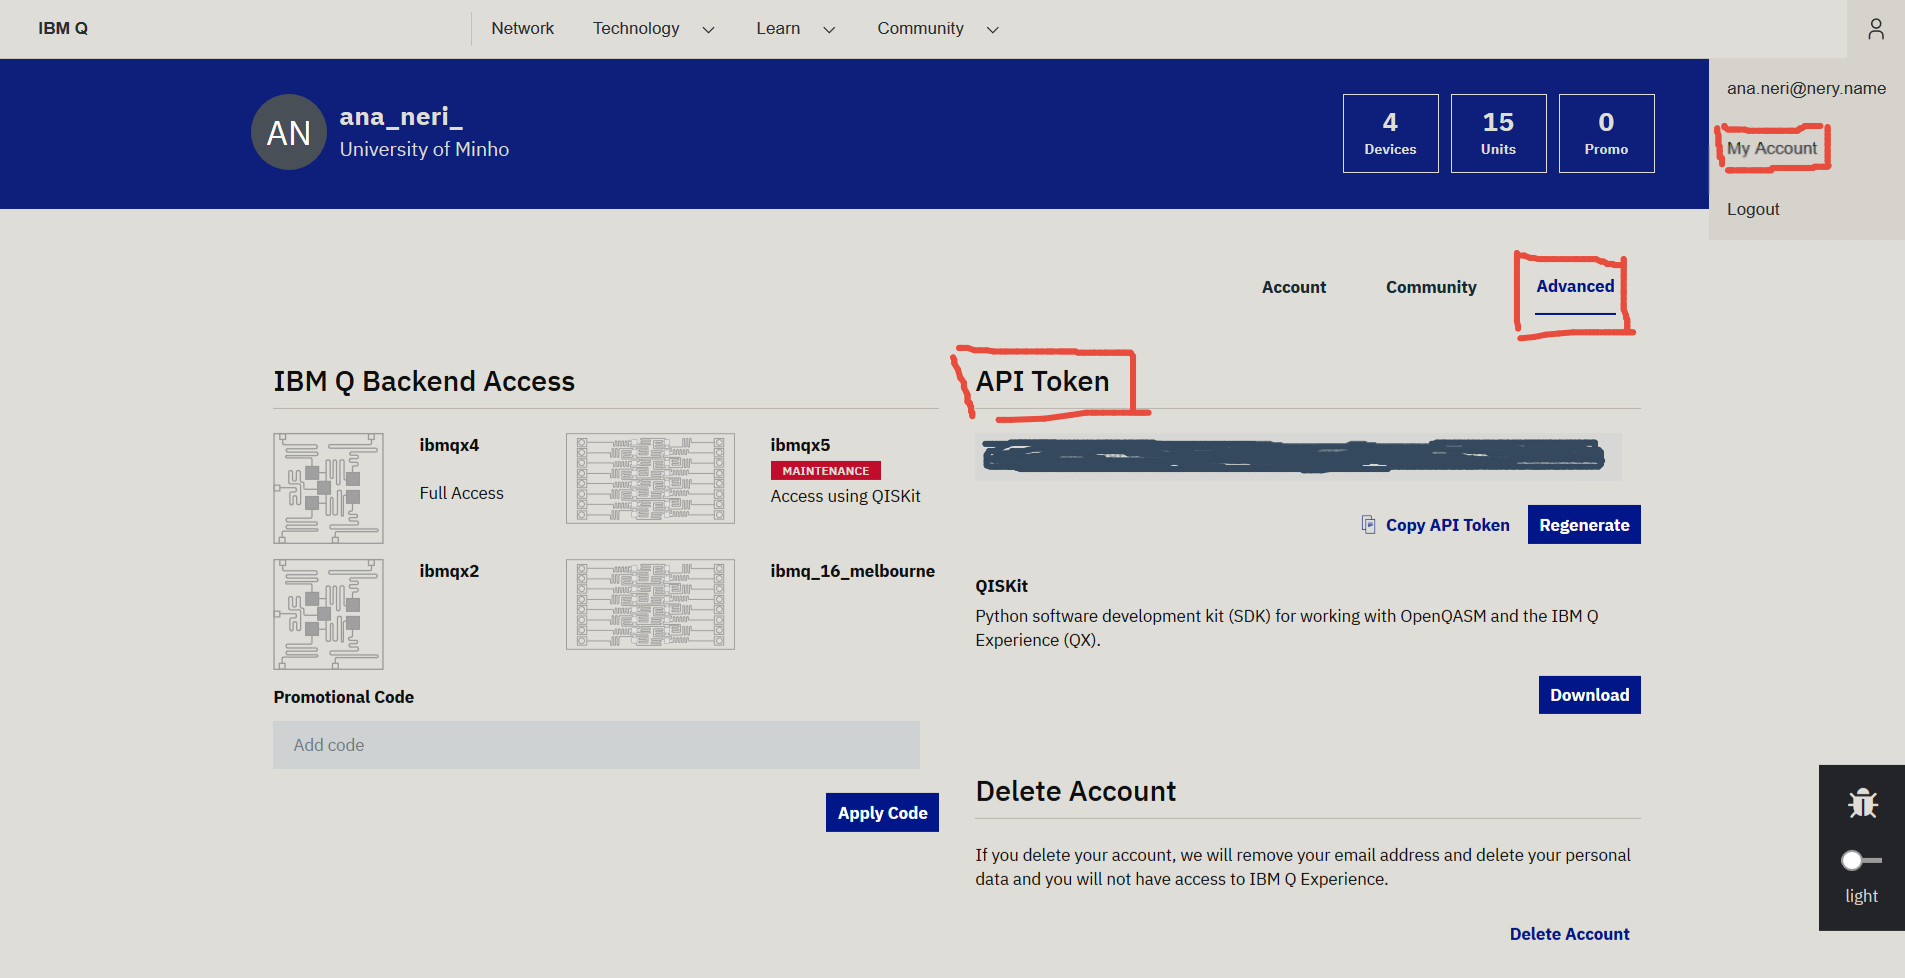 IBM Q
Network
Technology
Learn
Community
ana.neri@nery.name
My Account
Logout
AN
ana_neri_
University of Minho
4
Devices
15
Units
0
Promo
Account
Community
Advanced
IBM Q Backend Access
ibmqx4
Full Access
ibmqx5
MAINTENANCE
Access using QISKit
ibmqx2
ibmq_16_melbourne
Promotional Code
Add code
Apply Code
API Token
Copy API Token
Regenerate
QISKit
Python software development kit (SDK) for working with OpenQASM and the IBM Q
Experience (QX).
Download
Delete Account
If you delete your account, we will remove your email address and delete your personal
data and you will not have access to IBM Q Experience.
Delete Account
light